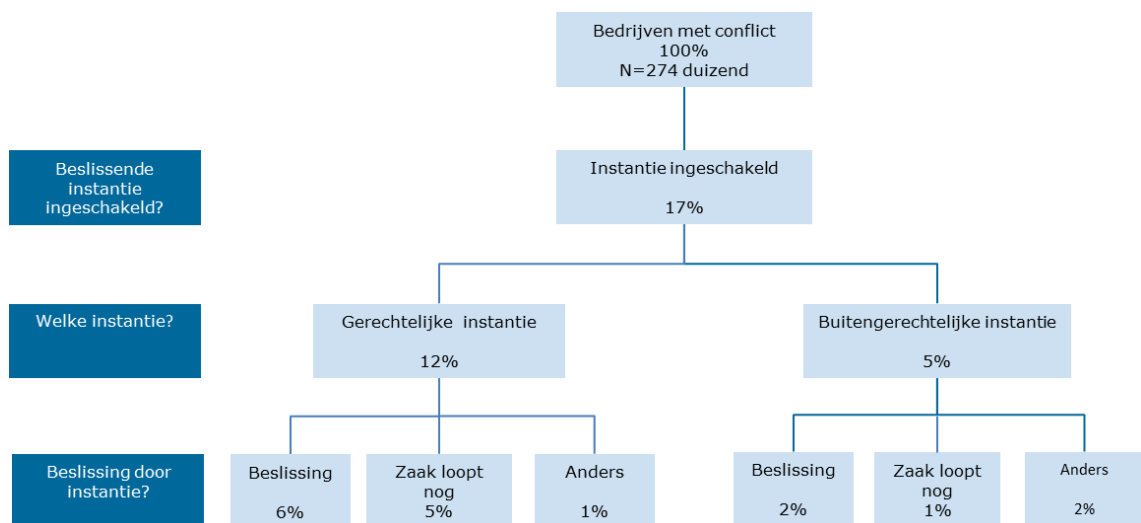 Bedrijven met conflict
100%
N=274 duizend
Beslissende
instantie
ingeschakeld?
Instantie ingeschakeld
17%
Welke instantie?
Gerechtelijke instantie
12%
Buitengerechtelijke instantie
5%
Beslissing door
instantie?
Beslissing
6%
Zaak loopt
nog
5%
Anders
1%
Beslissing
2%
Zaak loopt
nog
1%
Anders
2%